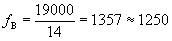 f_B = 19000/14 = 1357 ≈ 1250